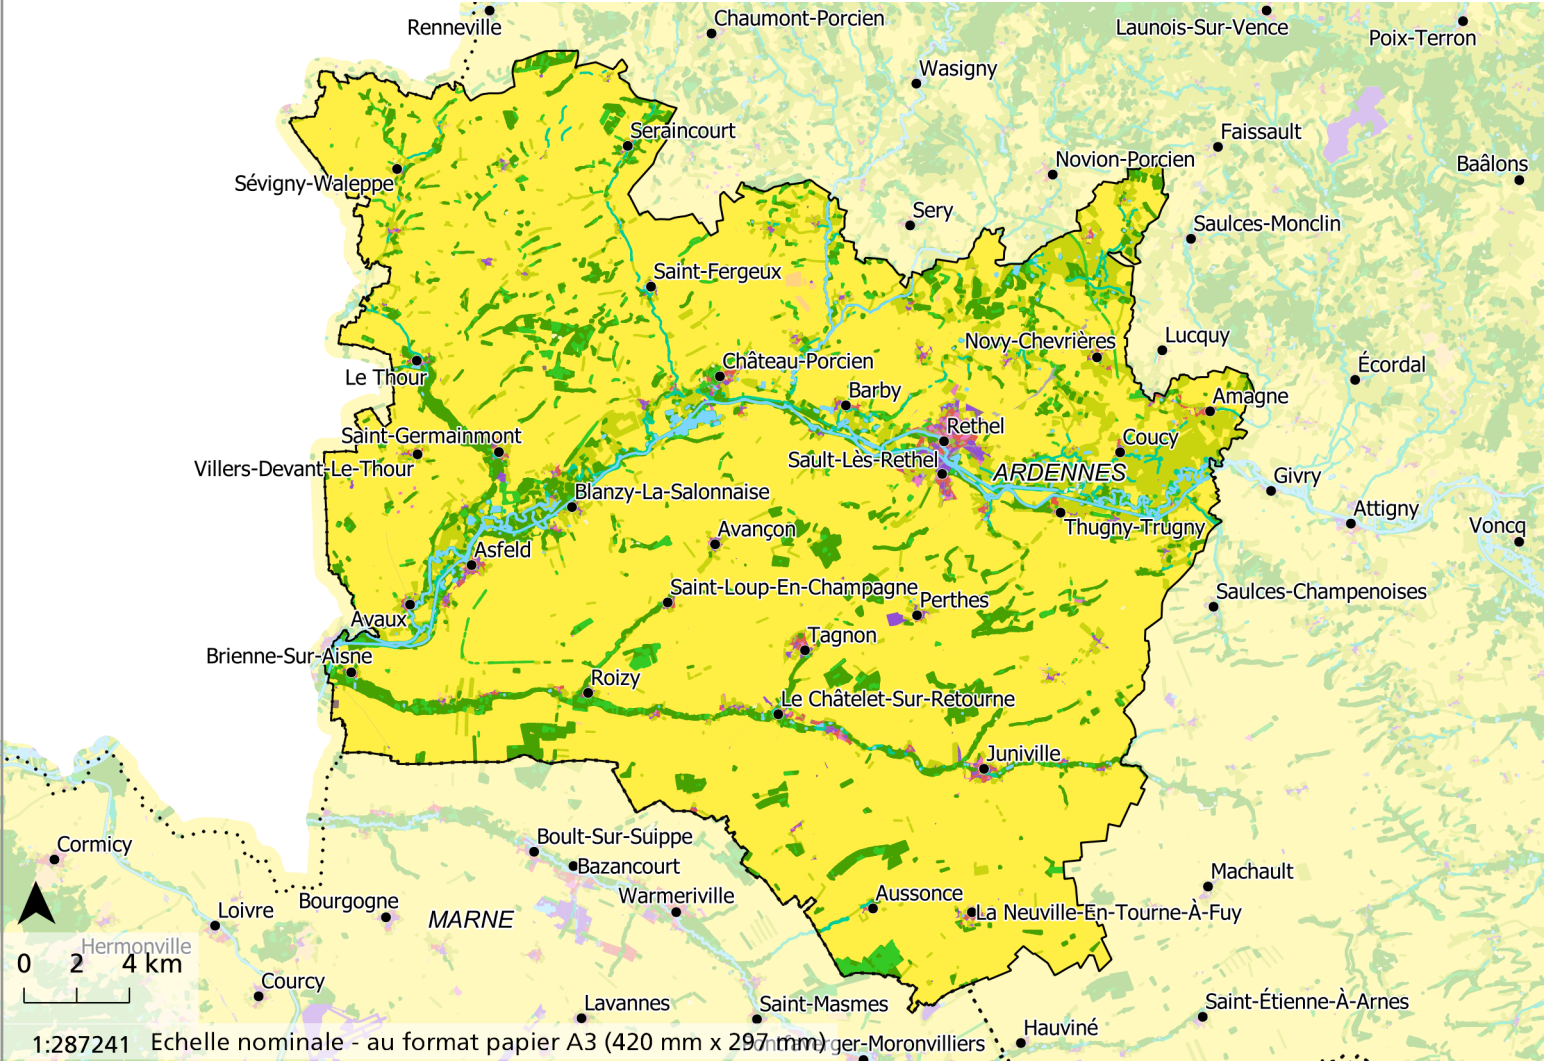 Renneville
Chaumont-Porcien
Launois-Sur-Vence
Poix-Terron
Wasigny
Seraincourt
Faissault
Novion-Porcien
Baâlons
Sévigny-Waleppe
Sery
Saulces-Monclin
Saint-Fergeux
Novy-Chevrières
Lucquy
Château-Porcien
Écordal
Le Thour
Barby
Amagne
Rethel
Saint-Germainmont
Coucy
Villers-Devant-Le-Thour
Sault-Lès-Rethel
ARDENNES
Givry
Blanzy-La-Salonnaise
Attigny
Avançon
Thugny-Trugny
Voncq
Asfeld
Saint-Loup-En-Champagne
Saulces-Champenoises
Perthes
Avaux
Tagnon
Brienne-Sur-Aisne
Roizy
Le Châtelet-Sur-Retourne
Juniville
Boult-Sur-Suippe
Cormicy
Bazancourt
Machault
Aussonce
Warmeriville
Bourgogne
Loivre
MARNE
La Neuville-En-Tourne-À-Fuy
Hermonville
0 2 4 km
Courcy
Lavannes
Saint-Masmes
Saint-Étienne-À-Arnes
Hauviné
1:287241 Echelle nominale - au format papier A3 (420 mm x 297 mm)
ger-Moronvilliers